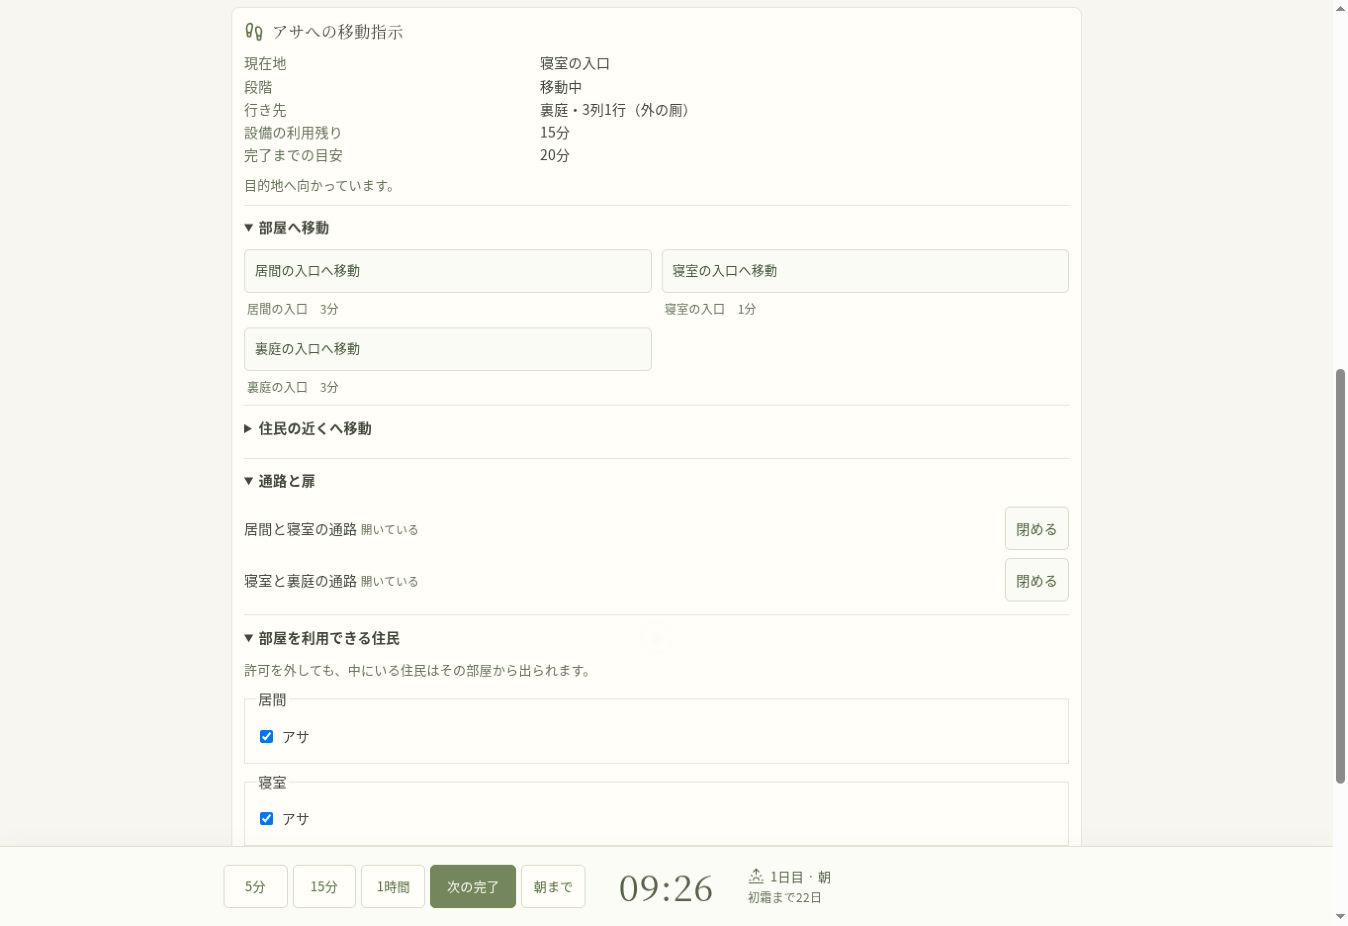 アサへの移動指示
現在地 寝室の入口
段階 移動中
行き先 裏庭・3列1行（外の厠）
設備の利用残り 15分
完了までの目安 20分
目的地へ向かっています。
▼ 部屋へ移動
居間の入口へ移動 寝室の入口へ移動
居間の入口 3分 寝室の入口 1分
裏庭の入口へ移動
裏庭の入口 3分
▶ 住民の近くへ移動
▼ 通路と扉
居間と寝室の通路 開いている 閉める
寝室と裏庭の通路 開いている 閉める
▼ 部屋を利用できる住民
許可を外しても、中にいる住民はその部屋から出られます。
居間
アサ
寝室
アサ
5分 15分 1時間 次の完了 朝まで 09:26 1日目 · 朝
初霜まで22日